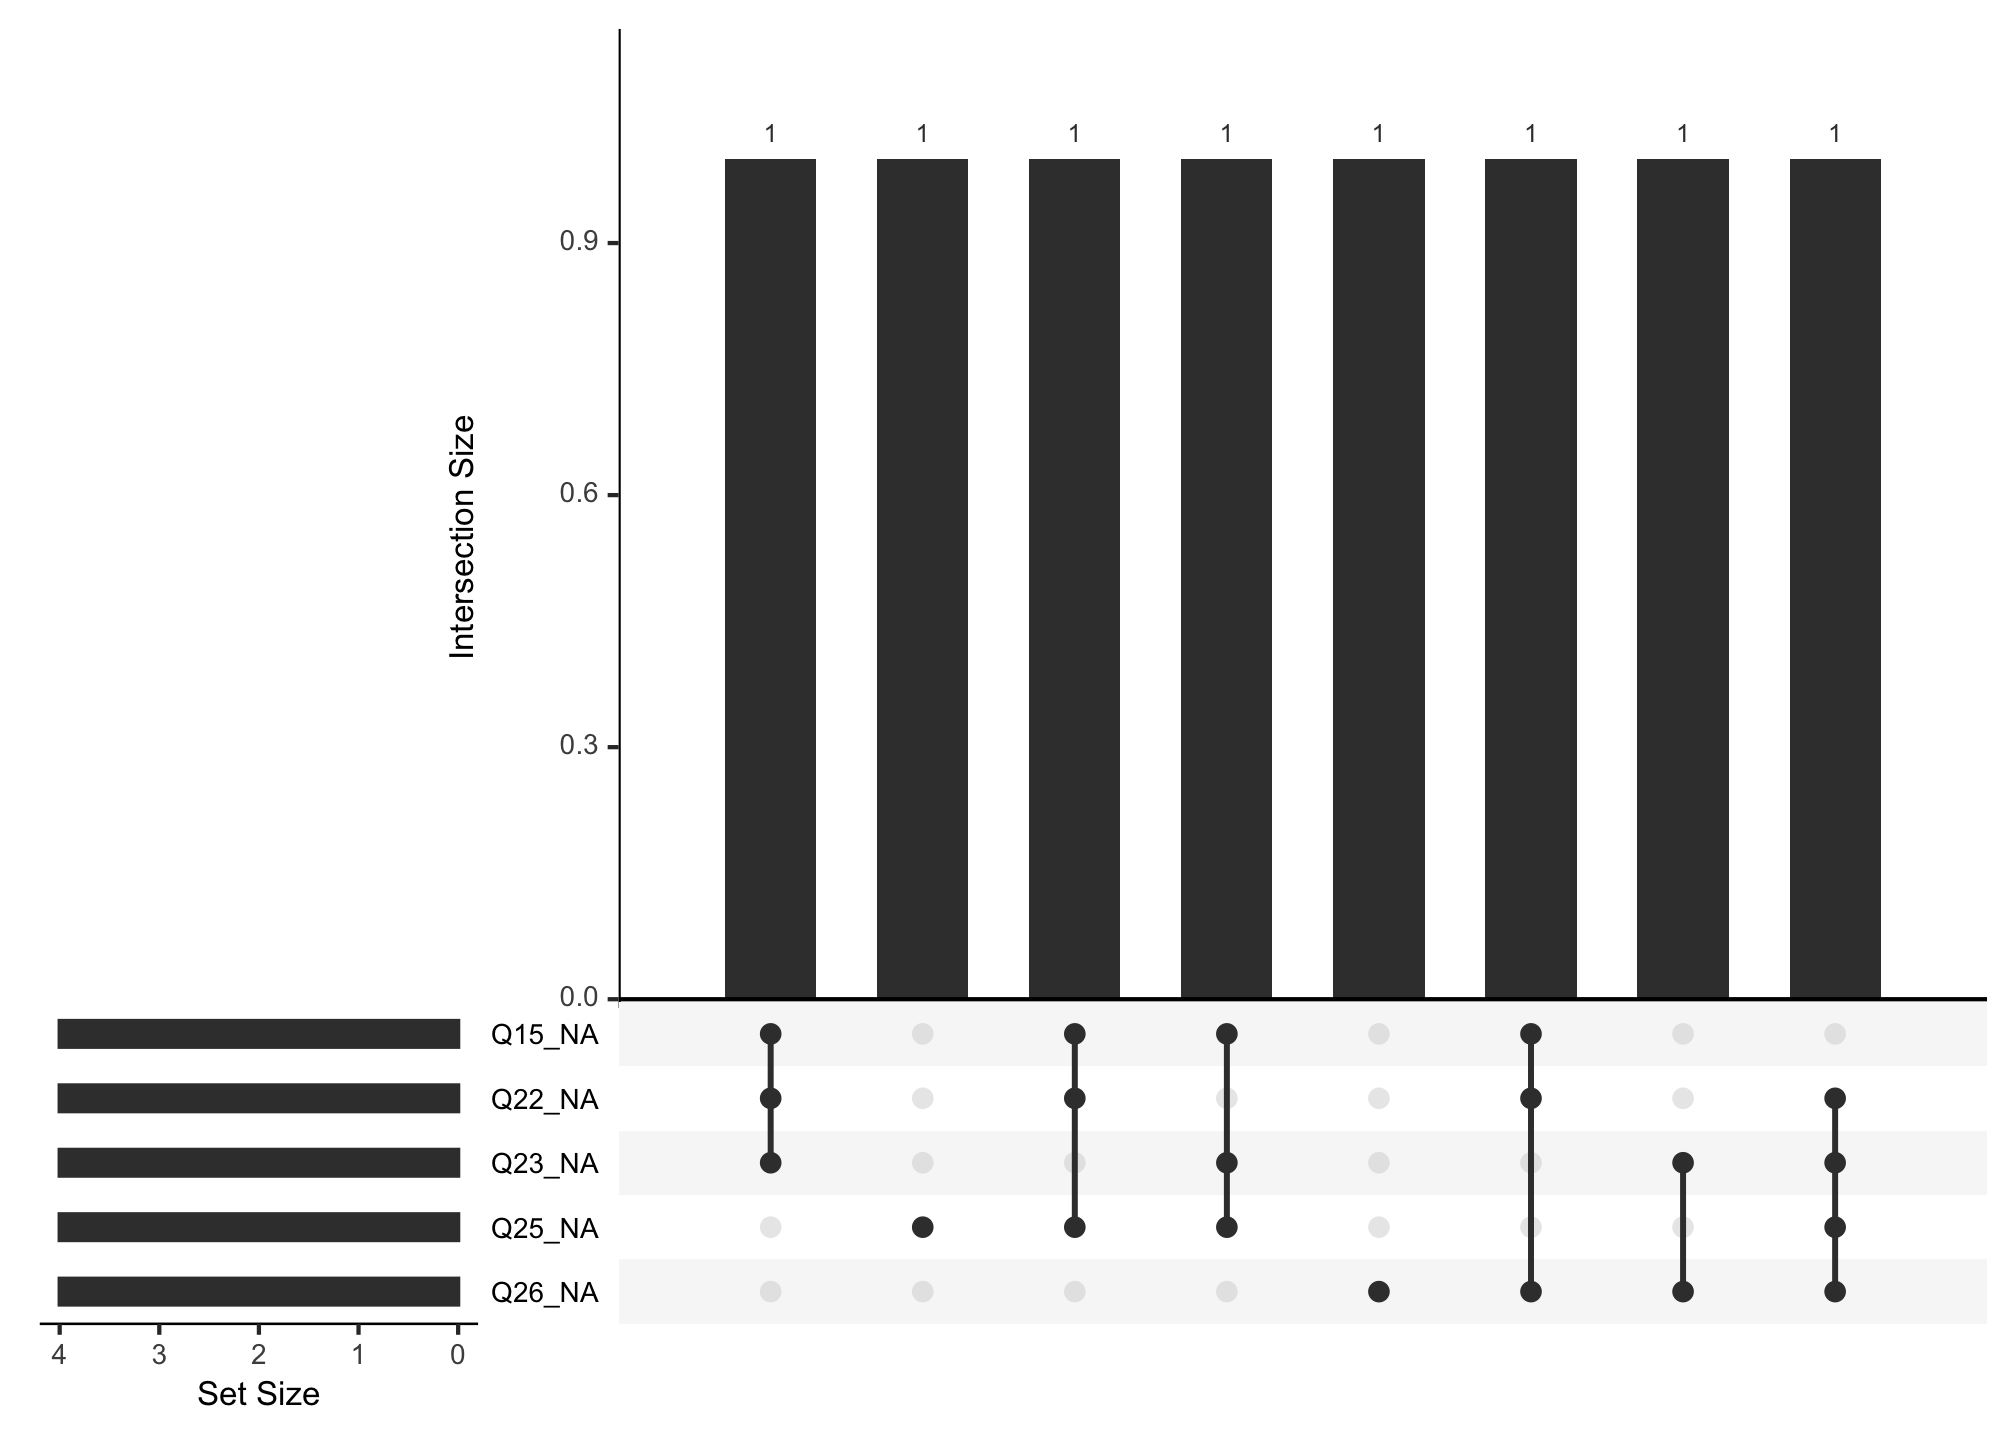 1 1 1 1 1 1 1 1
0.9
0.6
0.3
0.0
Intersection Size
Q15_NA
Q22_NA
Q23_NA
Q25_NA
Q26_NA
4 3 2 1 0
Set Size